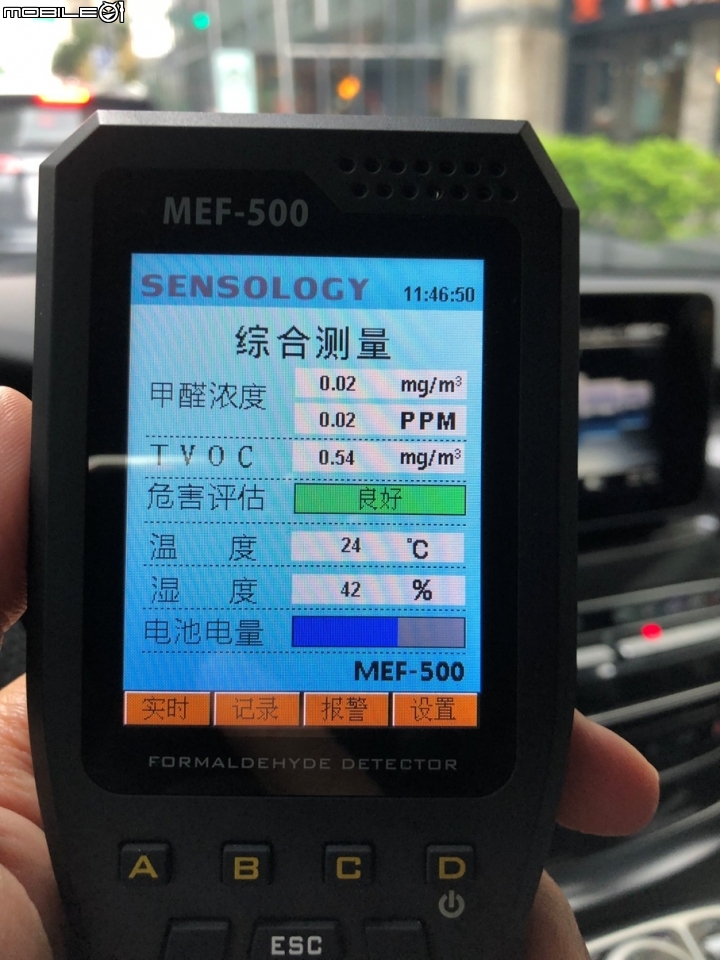 MOBILE01
MEF-500
SENSOLOGY 11:46:50
综合测量
甲醛浓度 0.02 mg/m³
0.02 PPM
TVOC 0.54 mg/m³
危害评估 良好
温度 24 ℃
湿度 42 %
电池电量
MEF-500
实时 记录 报警 设置
FORMALDEHYDE DETECTOR
A B C D
ESC